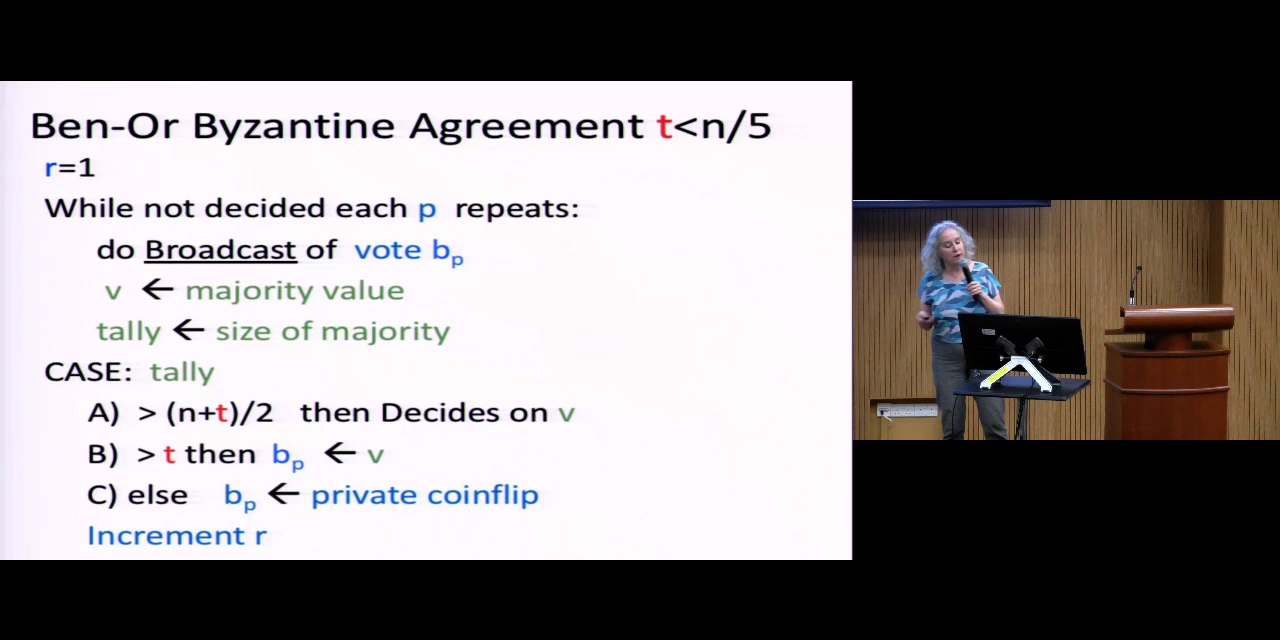 Ben-Or Byzantine Agreement t<n/5
r=1
While not decided each p repeats:
do Broadcast of vote bp
v ← majority value
tally ← size of majority
CASE: tally
A) > (n+t)/2 then Decides on v
B) > t then bp ← v
C) else bp ← private coinflip
Increment r